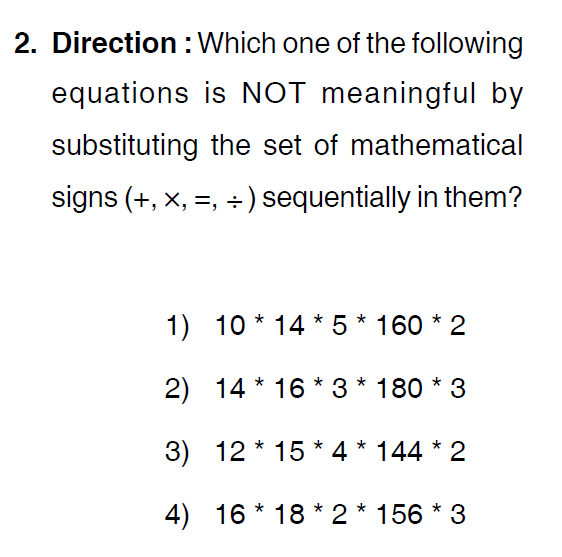 2. Direction : Which one of the following
equations is NOT meaningful by
substituting the set of mathematical
signs (+, ×, =, ÷) sequentially in them?
1) 10 * 14 * 5 * 160 * 2
2) 14 * 16 * 3 * 180 * 3
3) 12 * 15 * 4 * 144 * 2
4) 16 * 18 * 2 * 156 * 3